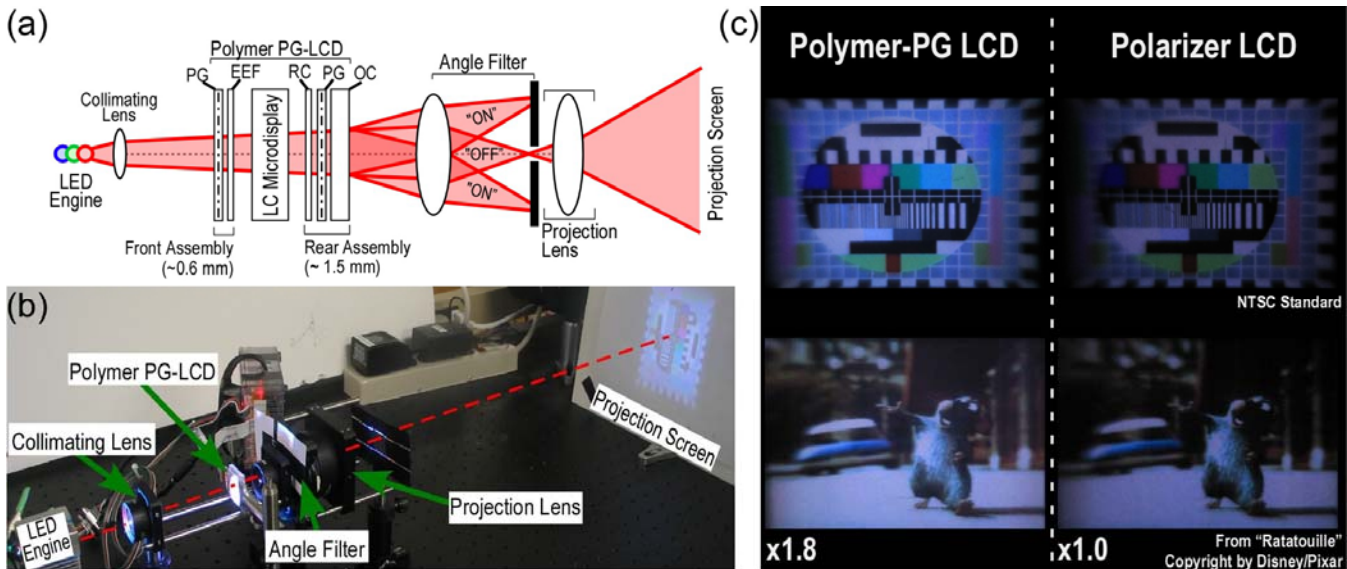 (a)
Polymer PG-LCD
PG
EEF
RC
PG
OC
Angle Filter
Collimating
Lens
LED
Engine
LC Microdisplay
"ON"
"OFF"
"ON"
Projection
Lens
Projection Screen
Front Assembly
(~0.6 mm)
Rear Assembly
(~ 1.5 mm)
(b)
Polymer PG-LCD
Collimating Lens
LED
Engine
Angle Filter
Projection Lens
Projection Screen
(c)
Polymer-PG LCD
Polarizer LCD
NTSC Standard
x1.8
x1.0
From "Ratatouille"
Copyright by Disney/Pixar